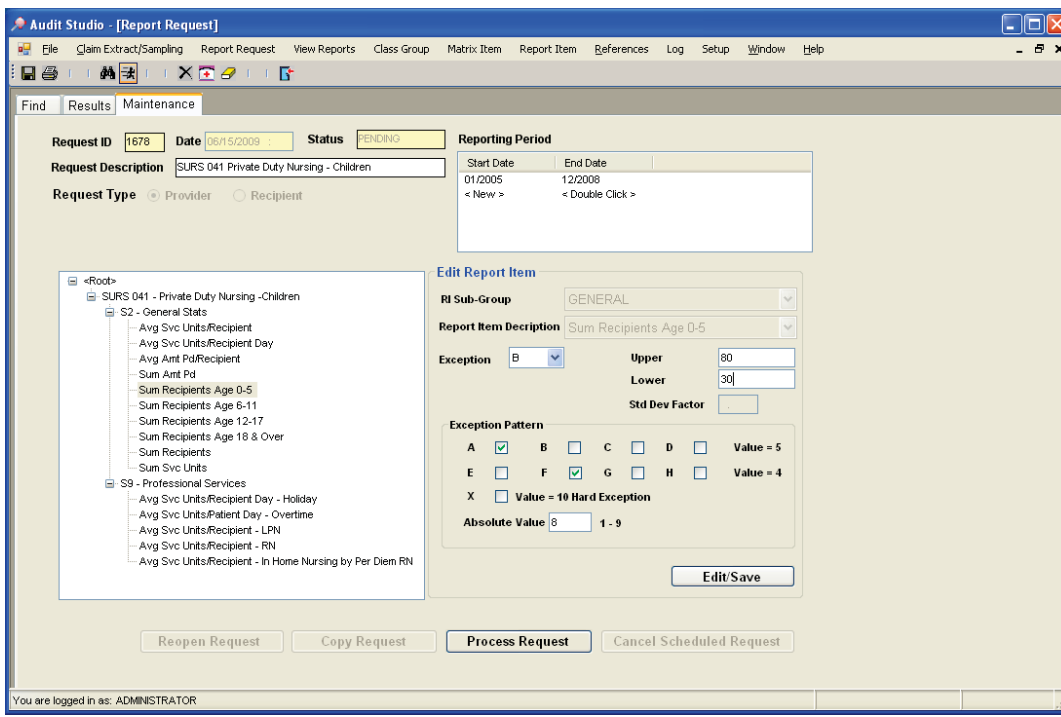 Audit Studio - [Report Request]
File Claim Extract/Sampling Report Request View Reports Class Group Matrix Item Report Item References Log Setup Window Help
Find Results Maintenance
Request ID 1678 Date 06/15/2009 : Status PENDING Reporting Period
Request Description SURS 041 Private Duty Nursing - Children
Request Type Provider Recipient
Start Date End Date
01/2005 12/2008
< New > < Double Click >
<Root>
SURS 041 - Private Duty Nursing -Children
S2 - General Stats
Avg Svc Units/Recipient
Avg Svc Units/Recipient Day
Avg Amt Pd/Recipient
Sum Amt Pd
Sum Recipients Age 0-5
Sum Recipients Age 6-11
Sum Recipients Age 12-17
Sum Recipients Age 18 & Over
Sum Recipients
Sum Svc Units
S9 - Professional Services
Avg Svc Units/Recipient Day - Holiday
Avg Svc Units/Patient Day - Overtime
Avg Svc Units/Recipient - LPN
Avg Svc Units/Recipient - RN
Avg Svc Units/Recipient - In Home Nursing by Per Diem RN
Edit Report Item
RI Sub-Group GENERAL
Report Item Decription Sum Recipients Age 0-5
Exception B Upper 80
Lower 30
Std Dev Factor .
Exception Pattern
A B C D Value = 5
E F G H Value = 4
X Value = 10 Hard Exception
Absolute Value 8 1 - 9
Edit/Save
Reopen Request Copy Request Process Request Cancel Scheduled Request
You are logged in as: ADMINISTRATOR